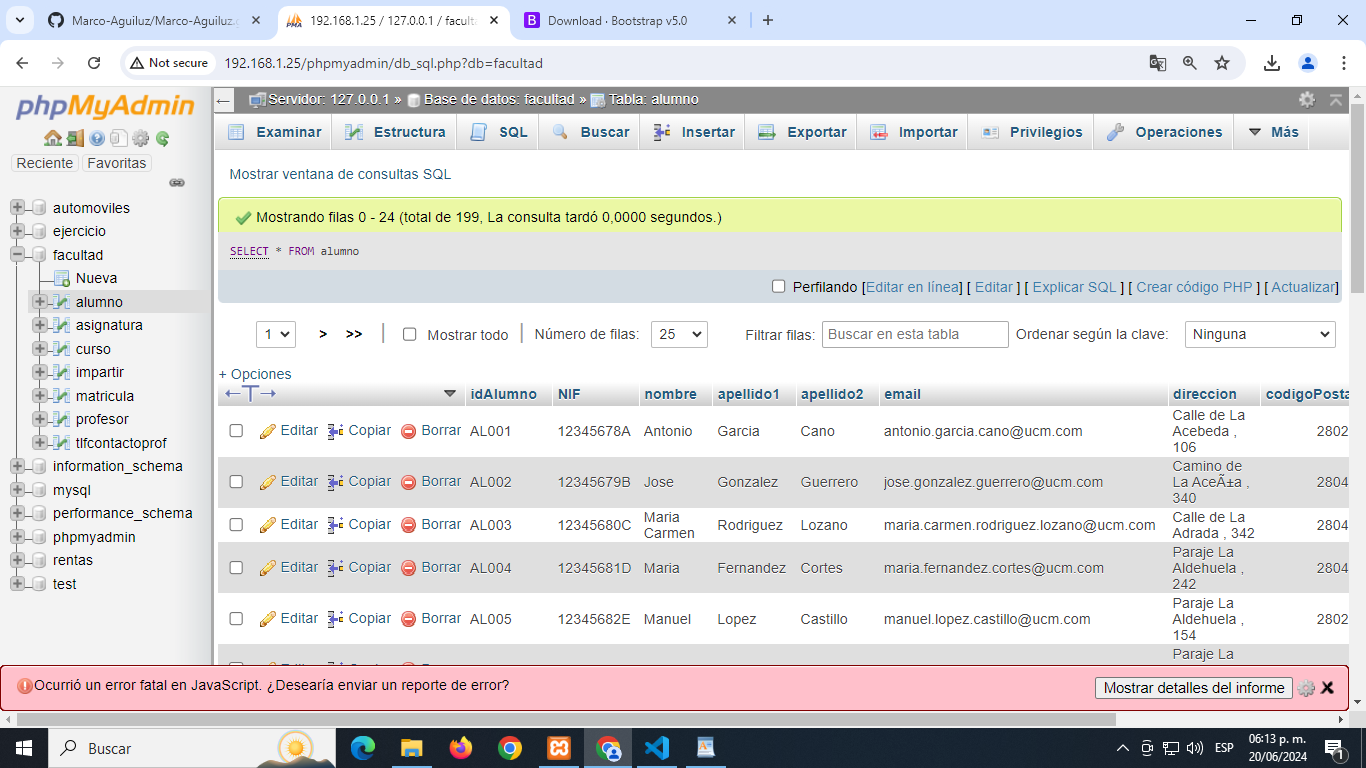 Marco-Aguiluz/Marco-Aguiluz.g
192.168.1.25 / 127.0.0.1 / faculta
Download · Bootstrap v5.0
Not secure
192.168.1.25/phpmyadmin/db_sql.php?db=facultad
phpMyAdmin
Reciente
Favoritas
automoviles
ejercicio
facultad
Nueva
alumno
asignatura
curso
impartir
matricula
profesor
tlfcontactoprof
information_schema
mysql
performance_schema
phpmyadmin
rentas
test
Servidor: 127.0.0.1 » Base de datos: facultad » Tabla: alumno
Examinar Estructura SQL Buscar Insertar Exportar Importar Privilegios Operaciones Más
Mostrar ventana de consultas SQL
Mostrando filas 0 - 24 (total de 199, La consulta tardó 0,0000 segundos.)
SELECT * FROM alumno
Perfilando [Editar en línea] [ Editar ] [ Explicar SQL ] [ Crear código PHP ] [ Actualizar]
1 > >> | Mostrar todo | Número de filas: 25 Filtrar filas: Buscar en esta tabla Ordenar según la clave: Ninguna
+ Opciones
←T→ idAlumno NIF nombre apellido1 apellido2 email direccion codigoPosta
Editar Copiar Borrar AL001 12345678A Antonio Garcia Cano antonio.garcia.cano@ucm.com Calle de La Acebeda , 106 2802
Editar Copiar Borrar AL002 12345679B Jose Gonzalez Guerrero jose.gonzalez.guerrero@ucm.com Camino de La AceÃ±a , 340 2804
Editar Copiar Borrar AL003 12345680C Maria Carmen Rodriguez Lozano maria.carmen.rodriguez.lozano@ucm.com Calle de La Adrada , 342 2804
Editar Copiar Borrar AL004 12345681D Maria Fernandez Cortes maria.fernandez.cortes@ucm.com Paraje La Aldehuela , 242 2804
Editar Copiar Borrar AL005 12345682E Manuel Lopez Castillo manuel.lopez.castillo@ucm.com Paraje La Aldehuela , 154 2802
Paraje La
Ocurrió un error fatal en JavaScript. ¿Desearía enviar un reporte de error?
Mostrar detalles del informe
Buscar
ESP
06:13 p. m.
20/06/2024
1